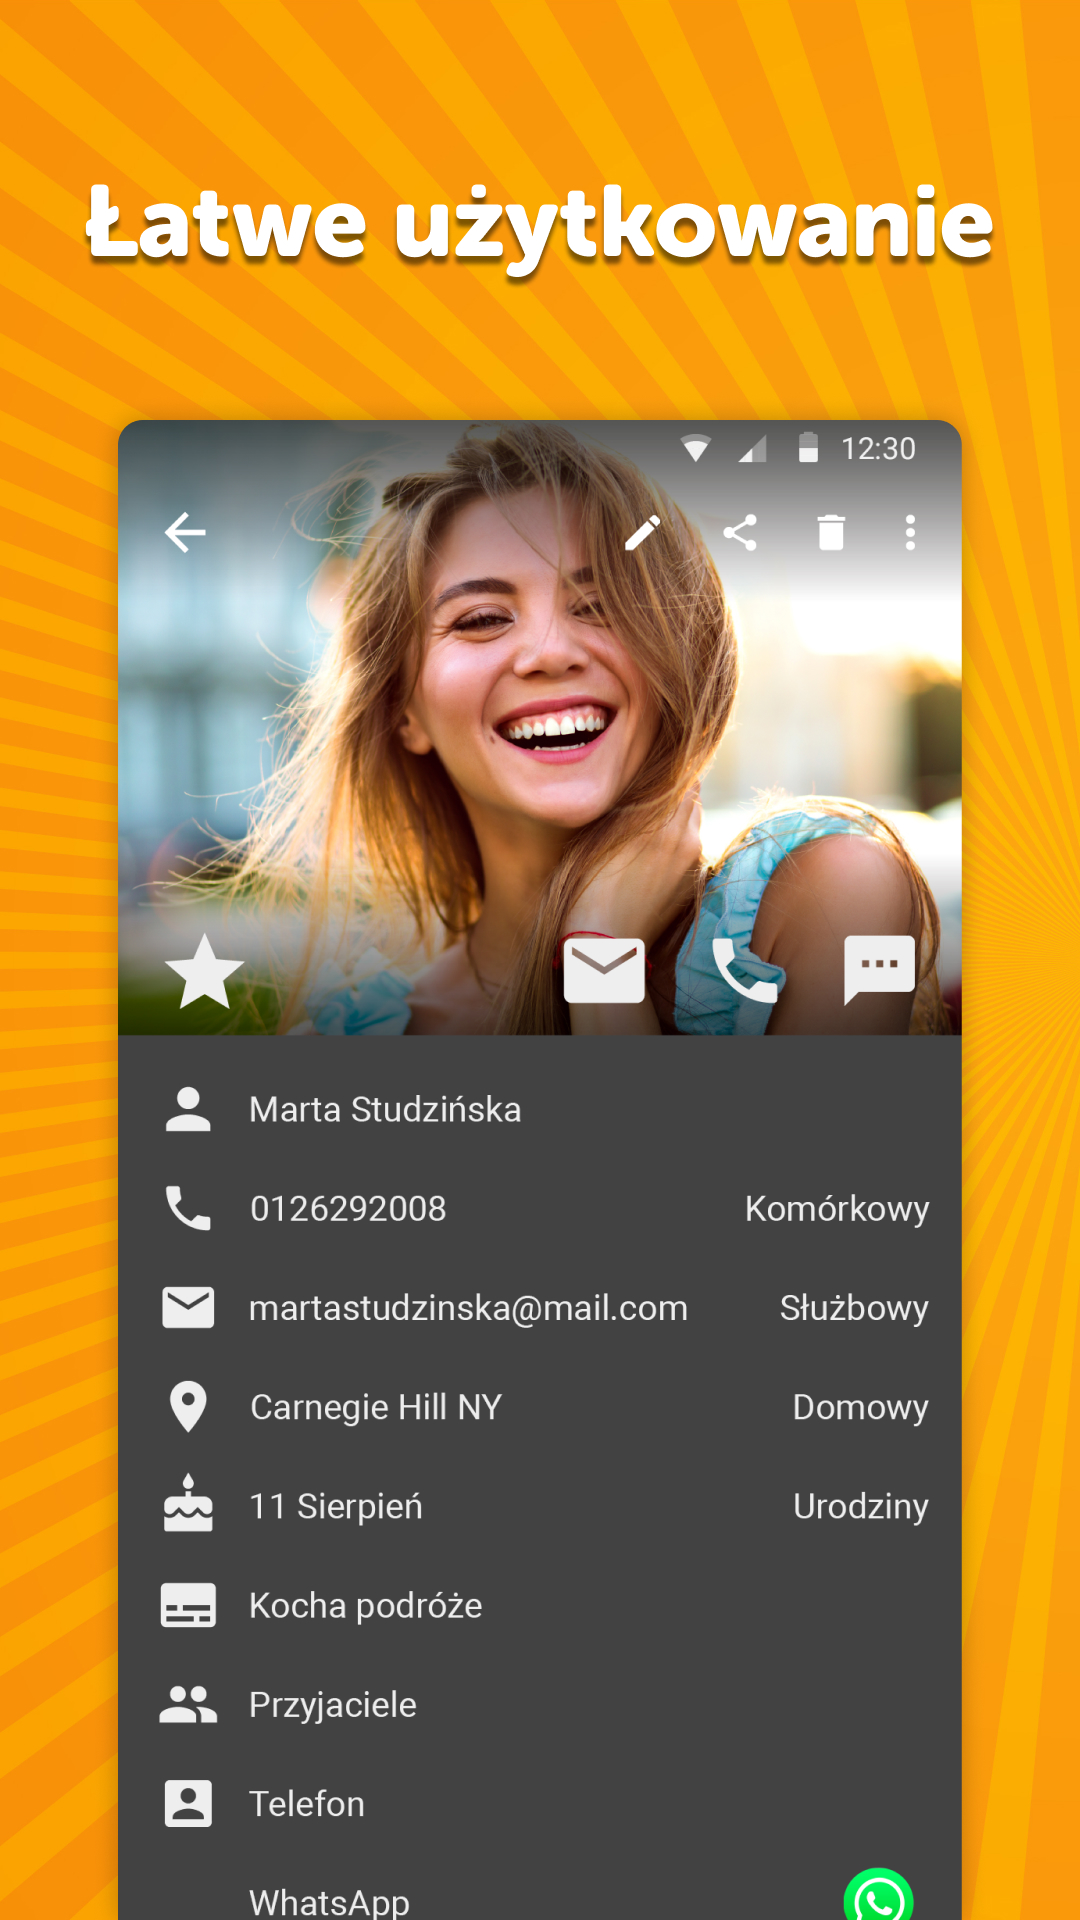 Łatwe użytkowanie
12:30
Marta Studzińska
0126292008 Komórkowy
martastudzinska@mail.com Służbowy
Carnegie Hill NY Domowy
11 Sierpień Urodziny
Kocha podróże
Przyjaciele
Telefon
WhatsApp